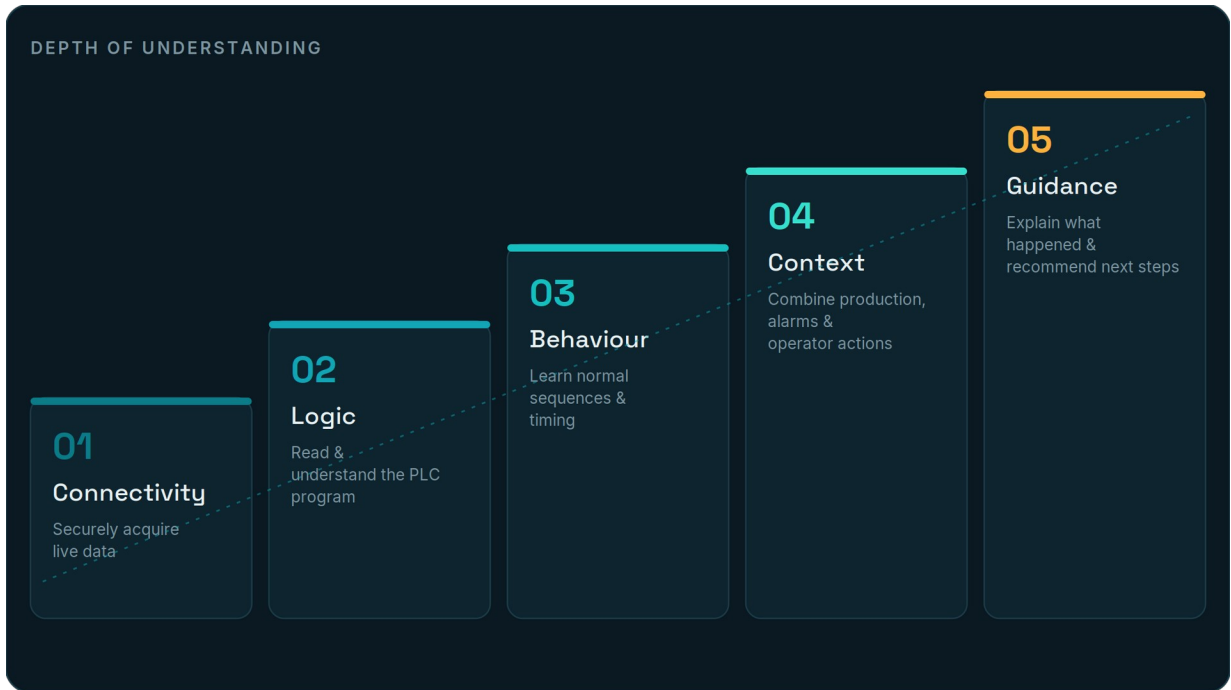 DEPTH OF UNDERSTANDING
01
Connectivity
Securely acquire
live data
02
Logic
Read &
understand the PLC
program
03
Behaviour
Learn normal
sequences &
timing
04
Context
Combine production,
alarms &
operator actions
05
Guidance
Explain what
happened &
recommend next steps